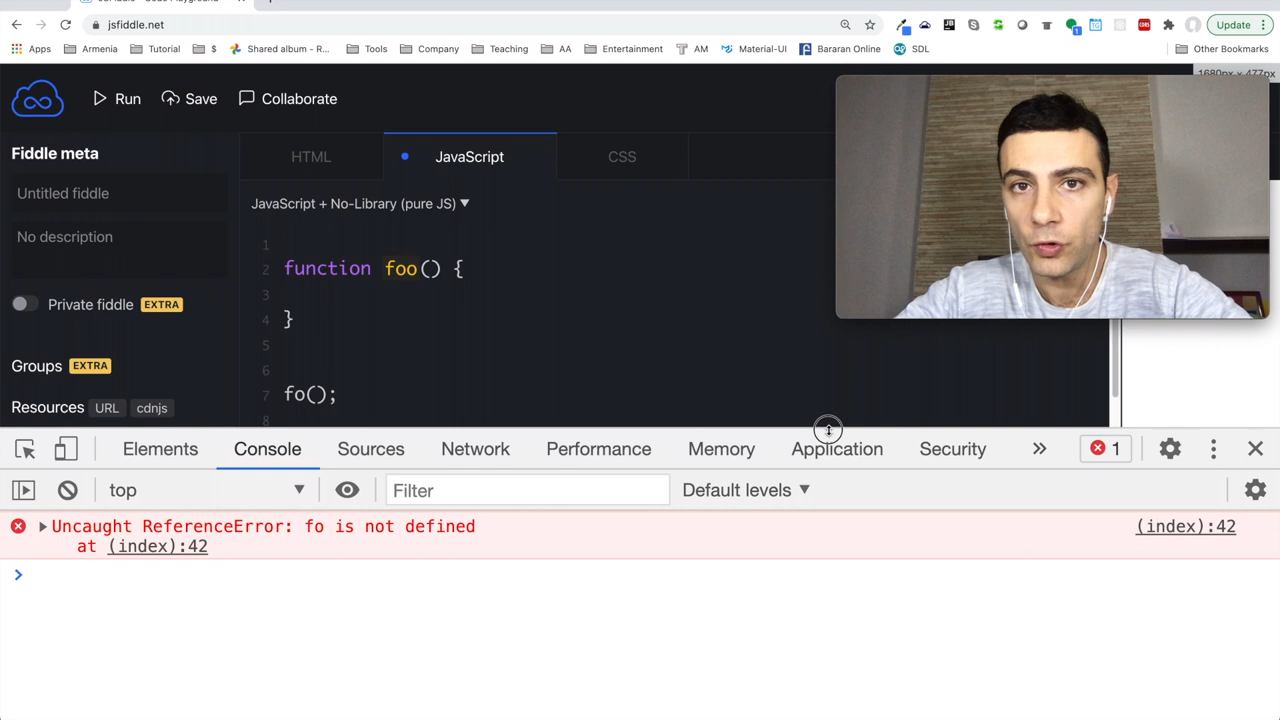 jsfiddle.net
Update
Apps
Armenia
Tutorial
$
Shared album - R...
Tools
Company
Teaching
AA
Entertainment
AM
Material-UI
Bararan Online
SDL
Other Bookmarks
1680px × 477px
Run
Save
Collaborate
Fiddle meta
Untitled fiddle
No description
Private fiddle EXTRA
Groups EXTRA
Resources URL cdnjs
HTML
JavaScript
CSS
JavaScript + No-Library (pure JS) ▼
1
2 function foo() {
3
4 }
5
6
7 fo();
8
Elements
Console
Sources
Network
Performance
Memory
Application
Security
»
1
top ▼
Filter
Default levels ▼
Uncaught ReferenceError: fo is not defined (index):42
at (index):42